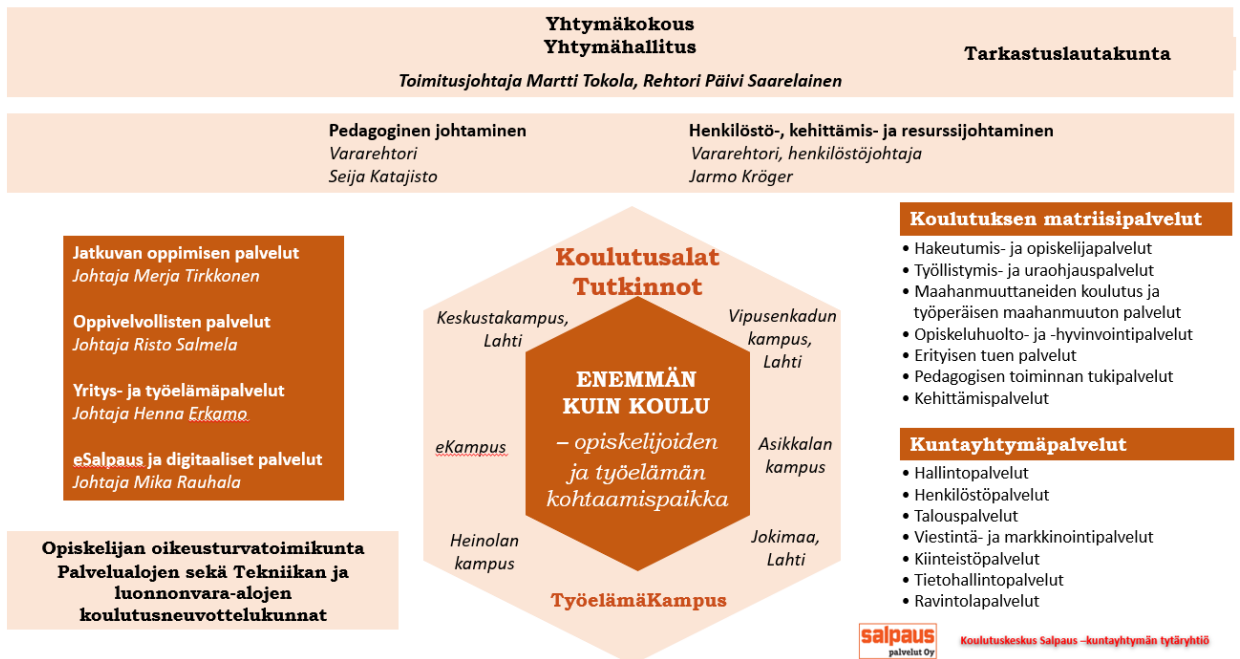 Yhtymäkokous
Yhtymähallitus
Tarkastuslautakunta
Toimitusjohtaja Martti Tokola, Rehtori Päivi Saarelainen
Pedagoginen johtaminen
Vararehtori
Seija Katajisto
Henkilöstö-, kehittämis- ja resurssijohtaminen
Vararehtori, henkilöstöjohtaja
Jarmo Kröger
Jatkuvan oppimisen palvelut
Johtaja Merja Tirkkonen
Oppivelvollisten palvelut
Johtaja Risto Salmela
Yritys- ja työelämäpalvelut
Johtaja Henna Erkamo
eSalpaus ja digitaaliset palvelut
Johtaja Mika Rauhala
Opiskelijan oikeusturvatoimikunta
Palvelualojen sekä Tekniikan ja
luonnonvara-alojen
koulutusneuvottelukunnat
Koulutusalat
Tutkinnot
Keskustakampus,
Lahti
Vipusenkadun
kampus,
Lahti
ENEMMÄN
KUIN KOULU
– opiskelijoiden
ja työelämän
kohtaamispaikka
eKampus
Asikkalan
kampus
Heinolan
kampus
Jokimaa,
Lahti
TyöelämäKampus
Koulutuksen matriisipalvelut
• Hakeutumis- ja opiskelijapalvelut
• Työllistymis- ja uraohjauspalvelut
• Maahanmuuttaneiden koulutus ja
työperäisen maahanmuuton palvelut
• Opiskeluhuolto- ja -hyvinvointipalvelut
• Erityisen tuen palvelut
• Pedagogisen toiminnan tukipalvelut
• Kehittämispalvelut
Kuntayhtymäpalvelut
• Hallintopalvelut
• Henkilöstöpalvelut
• Talouspalvelut
• Viestintä- ja markkinointipalvelut
• Kiinteistöpalvelut
• Tietohallintopalvelut
• Ravintolapalvelut
salpaus
palvelut Oy
Koulutuskeskus Salpaus –kuntayhtymän tytäryhtiö